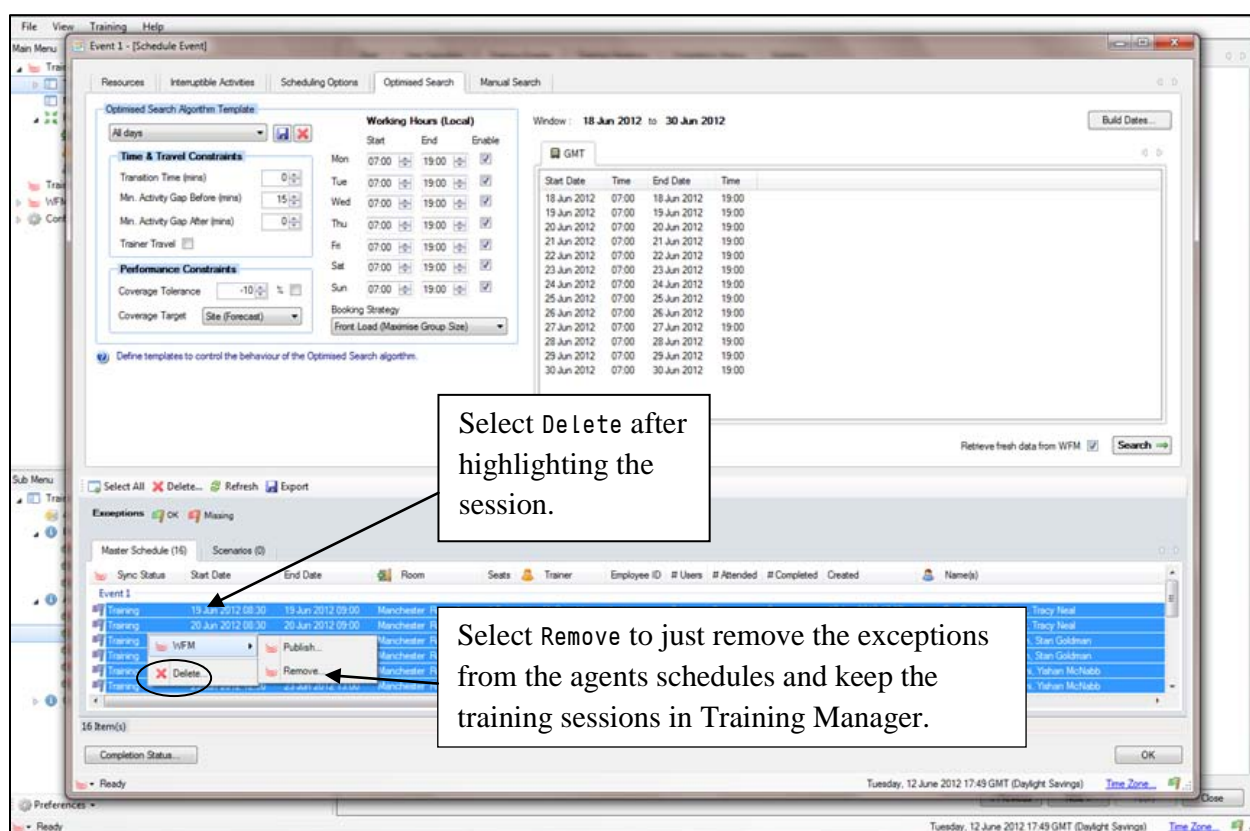 File View Training Help
Main Menu
Event 1 - [Schedule Event]
Resources Interruptible Activities Scheduling Options Optimised Search Manual Search
Optimised Search Algorithm Template
All days
Working Hours (Local)
Start End Enable
Time & Travel Constraints
Transition Time (mins) 0
Min. Activity Gap Before (mins) 15
Min. Activity Gap After (mins) 0
Trainer Travel
Performance Constraints
Coverage Tolerance -10 %
Coverage Target Site (Forecast)
Mon 07:00 19:00
Tue 07:00 19:00
Wed 07:00 19:00
Thu 07:00 19:00
Fri 07:00 19:00
Sat 07:00 19:00
Sun 07:00 19:00
Booking Strategy
Front Load (Maximise Group Size)
Define templates to control the behaviour of the Optimised Search algorithm.
Window : 18 Jun 2012 to 30 Jun 2012
Build Dates...
GMT
Start Date Time End Date Time
18 Jun 2012 07:00 18 Jun 2012 19:00
19 Jun 2012 07:00 19 Jun 2012 19:00
20 Jun 2012 07:00 20 Jun 2012 19:00
21 Jun 2012 07:00 21 Jun 2012 19:00
22 Jun 2012 07:00 22 Jun 2012 19:00
23 Jun 2012 07:00 23 Jun 2012 19:00
24 Jun 2012 07:00 24 Jun 2012 19:00
25 Jun 2012 07:00 25 Jun 2012 19:00
26 Jun 2012 07:00 26 Jun 2012 19:00
27 Jun 2012 07:00 27 Jun 2012 19:00
28 Jun 2012 07:00 28 Jun 2012 19:00
29 Jun 2012 07:00 29 Jun 2012 19:00
30 Jun 2012 07:00 30 Jun 2012 19:00
Retrieve fresh data from WFM Search
Select Delete after
highlighting the
session.
Sub Menu
Select All Delete... Refresh Export
Exceptions OK Missing
Master Schedule (16) Scenarios (0)
Sync Status Start Date End Date Room Seats Trainer Employee ID # Users # Attended # Completed Created Name(s)
Event 1
Training 19 Jun 2012 08:30 19 Jun 2012 09:00 Manchester Tracy Neal
Training 20 Jun 2012 08:30 20 Jun 2012 09:00 Manchester Tracy Neal
Training Manchester Stan Goldman
Training Manchester Stan Goldman
Training Manchester Yishan McNabb
Training Manchester Yishan McNabb
WFM Publish...
Delete... Remove...
Select Remove to just remove the exceptions
from the agents schedules and keep the
training sessions in Training Manager.
16 Item(s)
Completion Status... OK
Ready Tuesday, 12 June 2012 17:49 GMT (Daylight Savings) Time Zone...
Preferences Close
Ready Tuesday, 12 June 2012 17:49 GMT (Daylight Savings) Time Zone...